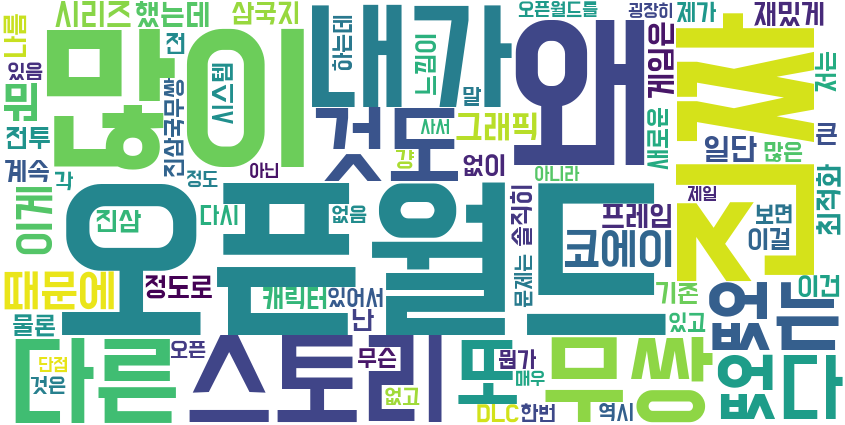 시리즈 했는데 삼국지 오픈월드를 굉장히 제가 재밌게
나름 많이 전 하는데 내가 느낌이 왜 게임은 진짜 저는
있음 시스템 말
퀴 진삼국무쌍 것도 사서 그래픽 새로운 큰
전투 걍 일단 많은
계속 각 정도 아닌 없이 아니라
이게 진삼 다시 오픈월드 없음 솔직히 프레임 제일 보면 최적화
코에이 이걸
때문에 정도로 캐릭터 있어서 문제는 기존 이건
물론 난 있고 없는
다른 오픈 스토리 무슨 또 뭔가 무쌍 없다
단점 매우
것은 없고 DLC 한번 역시